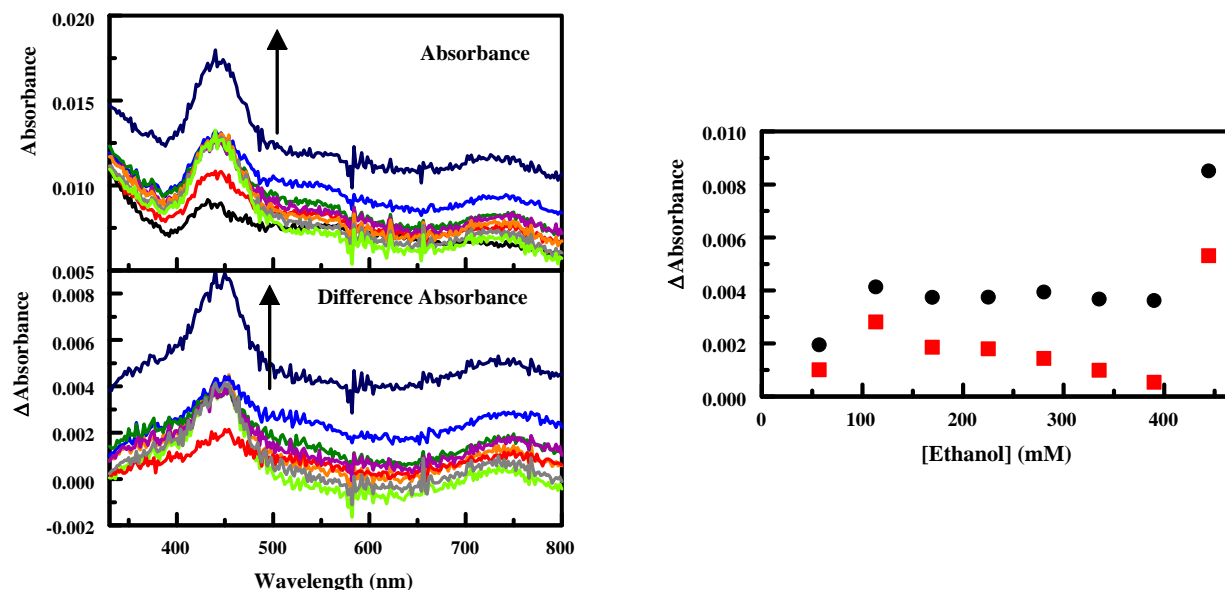 0.020
Absorbance
0.015
Absorbance
0.010
0.005
Difference Absorbance
0.008
0.006
Δ Absorbance
0.004
0.002
0.000
-0.002
400 500 600 700 800
Wavelength (nm)
0.010
0.008
Δ Absorbance
0.006
0.004
0.002
0.000
0 100 200 300 400
[Ethanol] (mM)